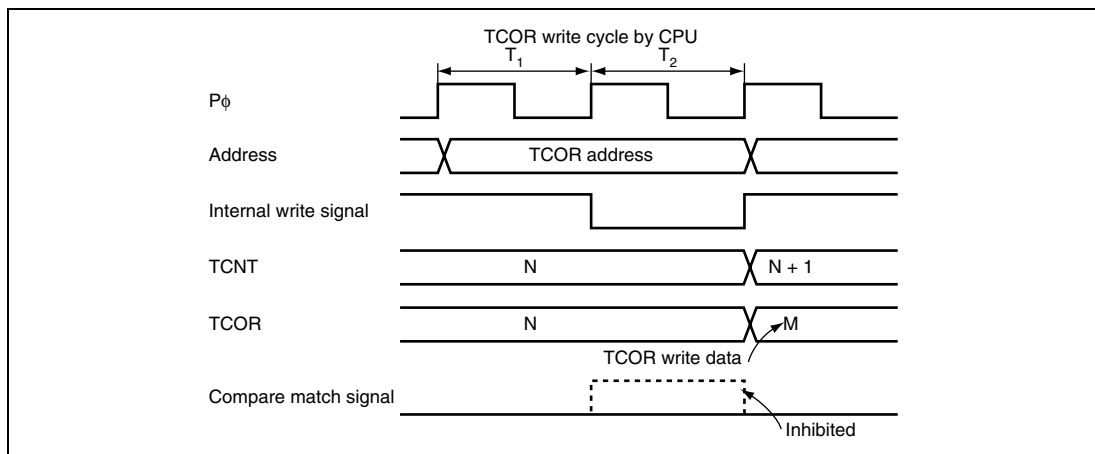 TCOR write cycle by CPU
T1 T2
Pφ
Address TCOR address
Internal write signal
TCNT N N + 1
TCOR N M
TCOR write data
Compare match signal
Inhibited